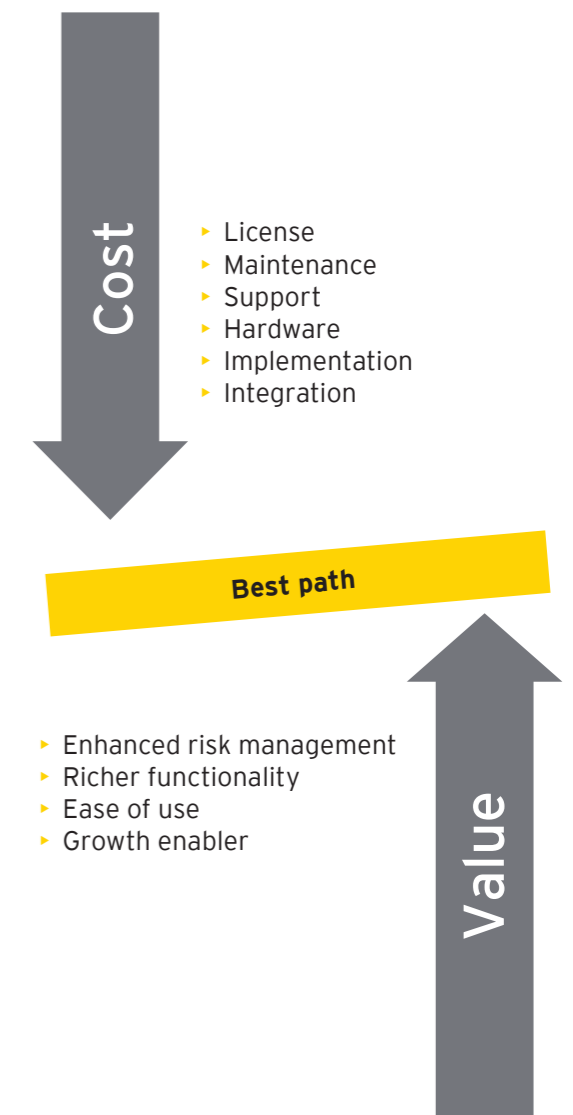 Cost
License
Maintenance
Support
Hardware
Implementation
Integration
Best path
Enhanced risk management
Richer functionality
Ease of use
Growth enabler
Value